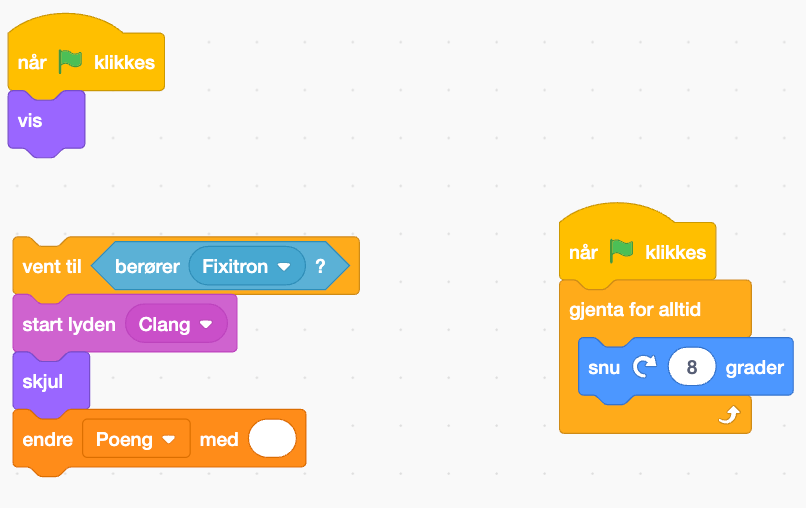 når klikkes
vis
vent til berører Fixitron ?
start lyden Clang
skjul
endre Poeng med
når klikkes
gjenta for alltid
snu 8 grader